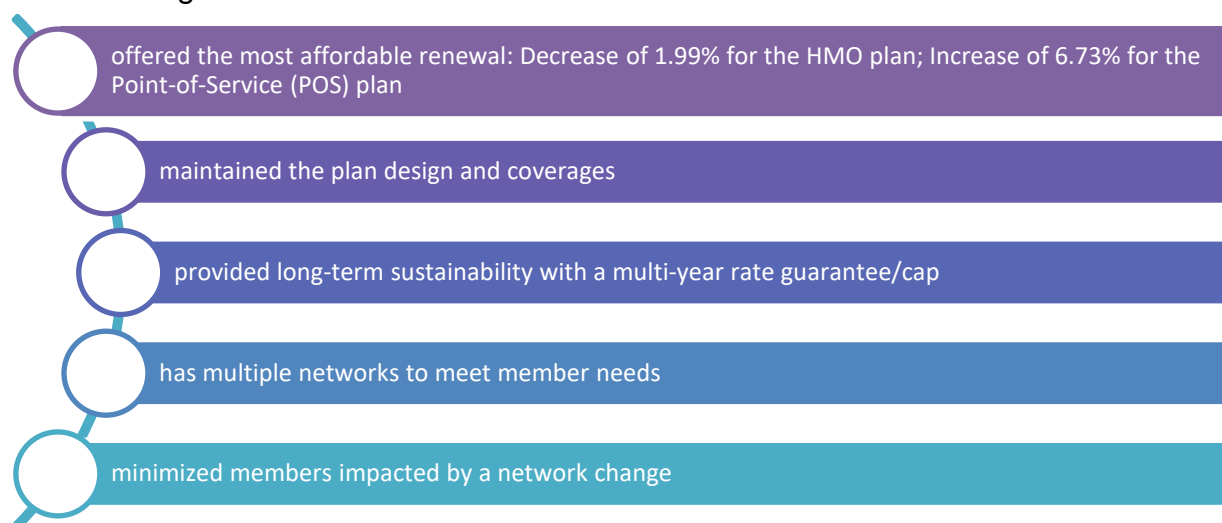 offered the most affordable renewal: Decrease of 1.99% for the HMO plan; Increase of 6.73% for the
Point-of-Service (POS) plan
maintained the plan design and coverages
provided long-term sustainability with a multi-year rate guarantee/cap
has multiple networks to meet member needs
minimized members impacted by a network change